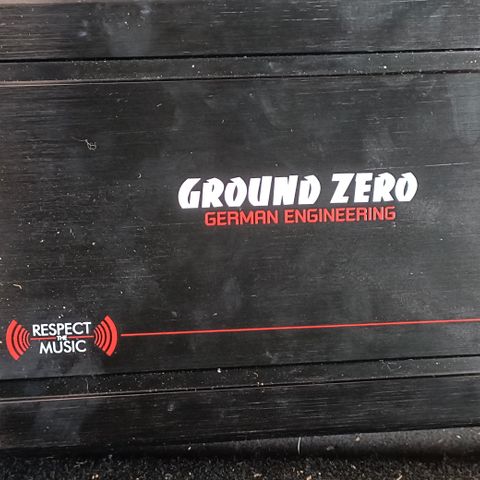 GROUND ZERO
GERMAN ENGINEERING
RESPECT
THE
MUSIC